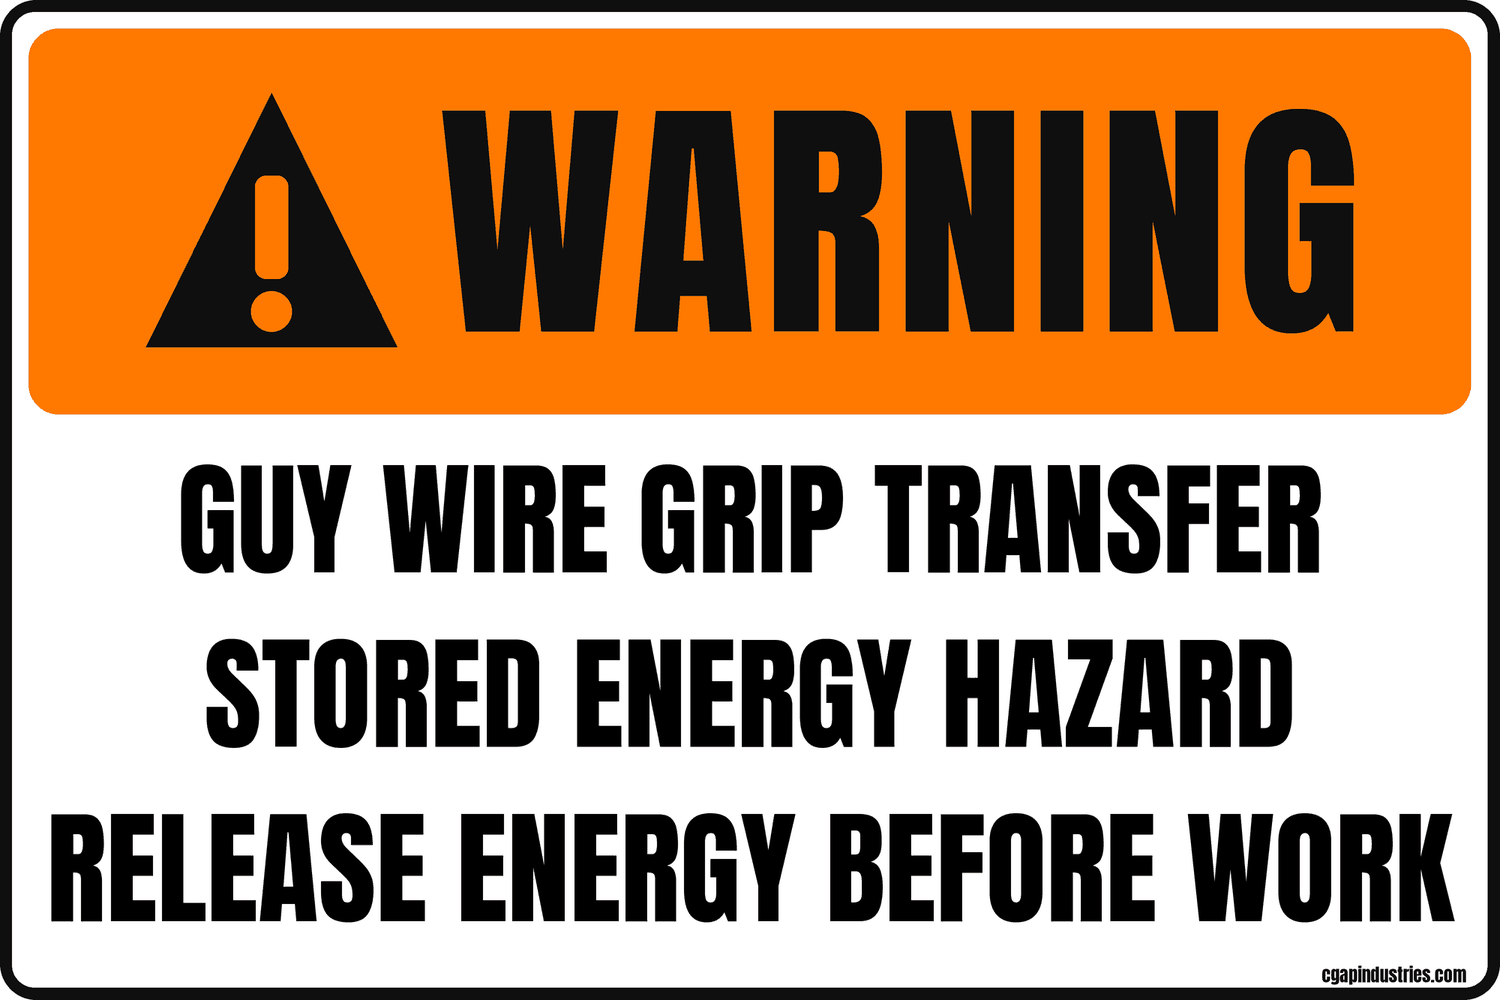 WARNING
GUY WIRE GRIP TRANSFER
STORED ENERGY HAZARD
RELEASE ENERGY BEFORE WORK
cgapindustries.com